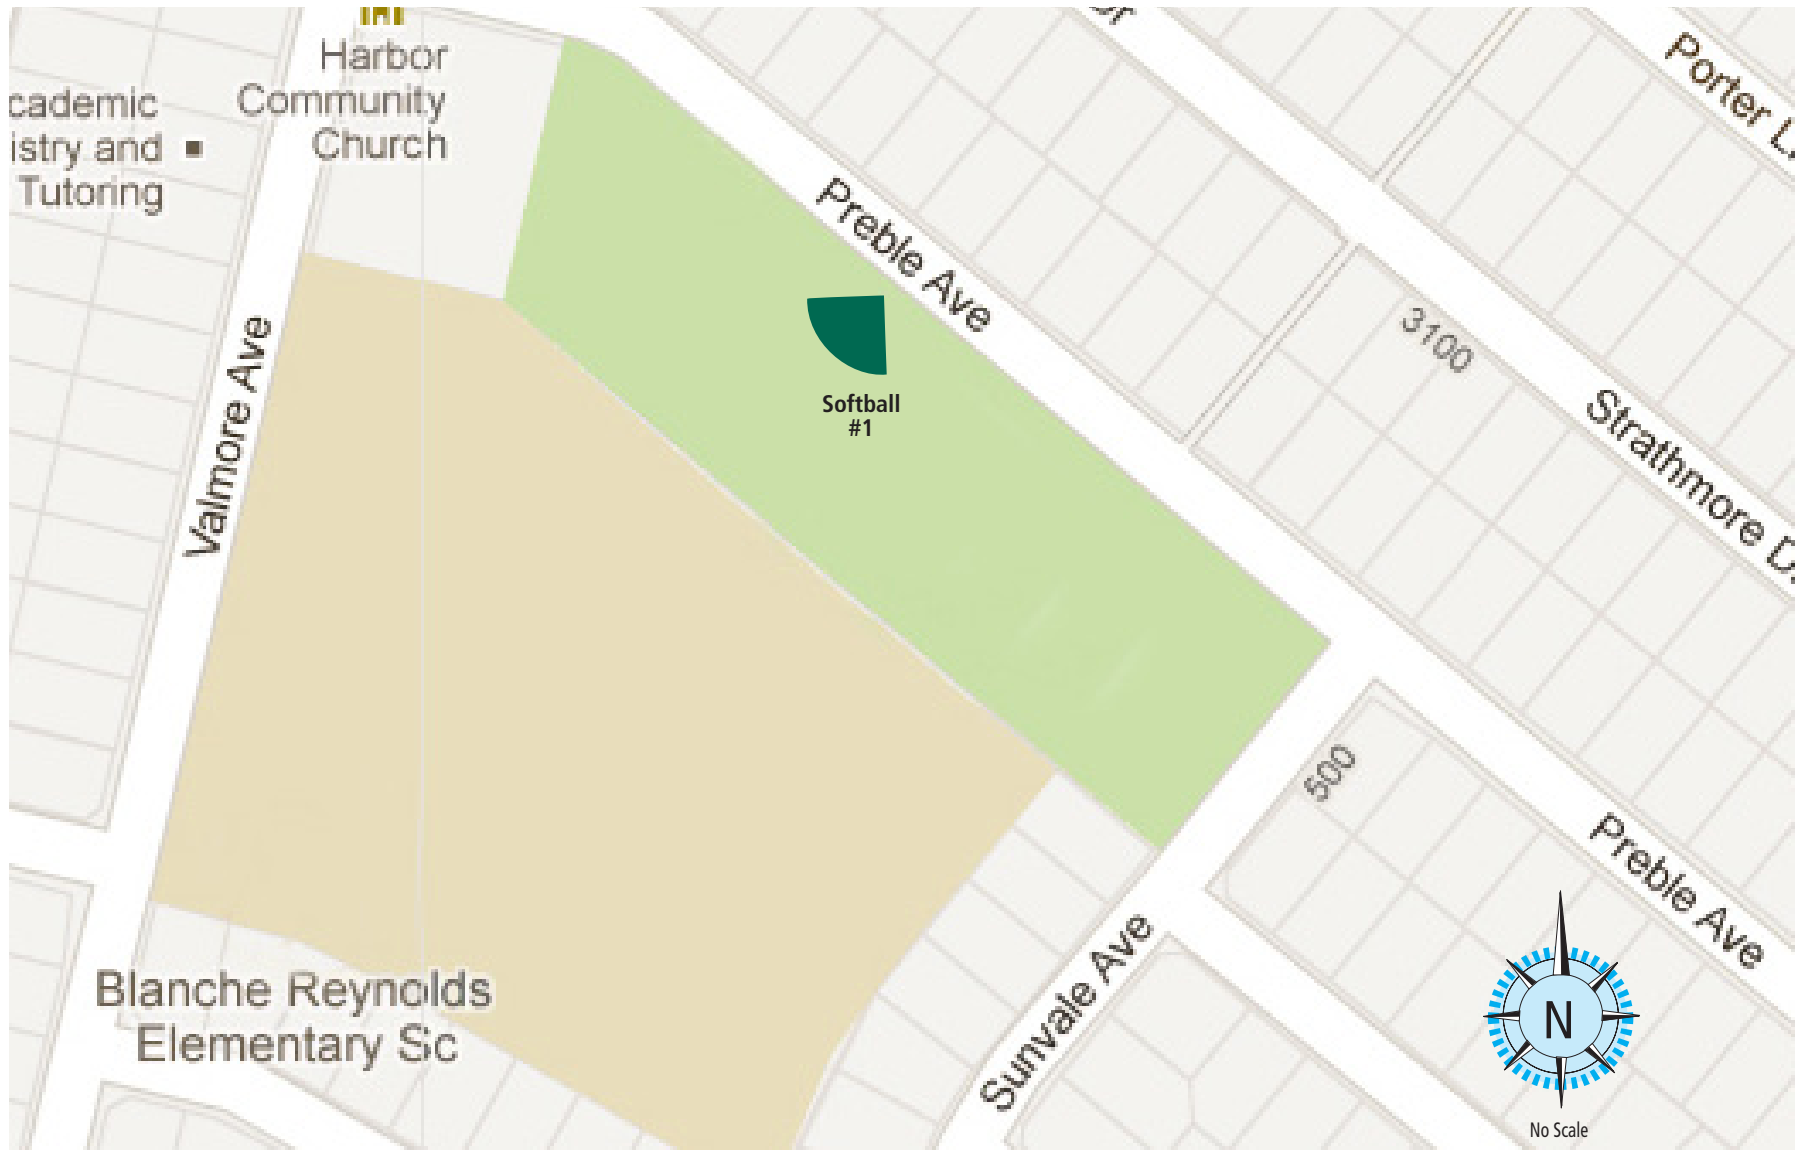 Harbor
Community
Church
cademic
istry and
Tutoring
Porter L
Preble Ave
3100
Valmore Ave
Softball
#1
Strathmore D
500
Preble Ave
Blanche Reynolds
Elementary Sc
Sunvale Ave
N
No Scale